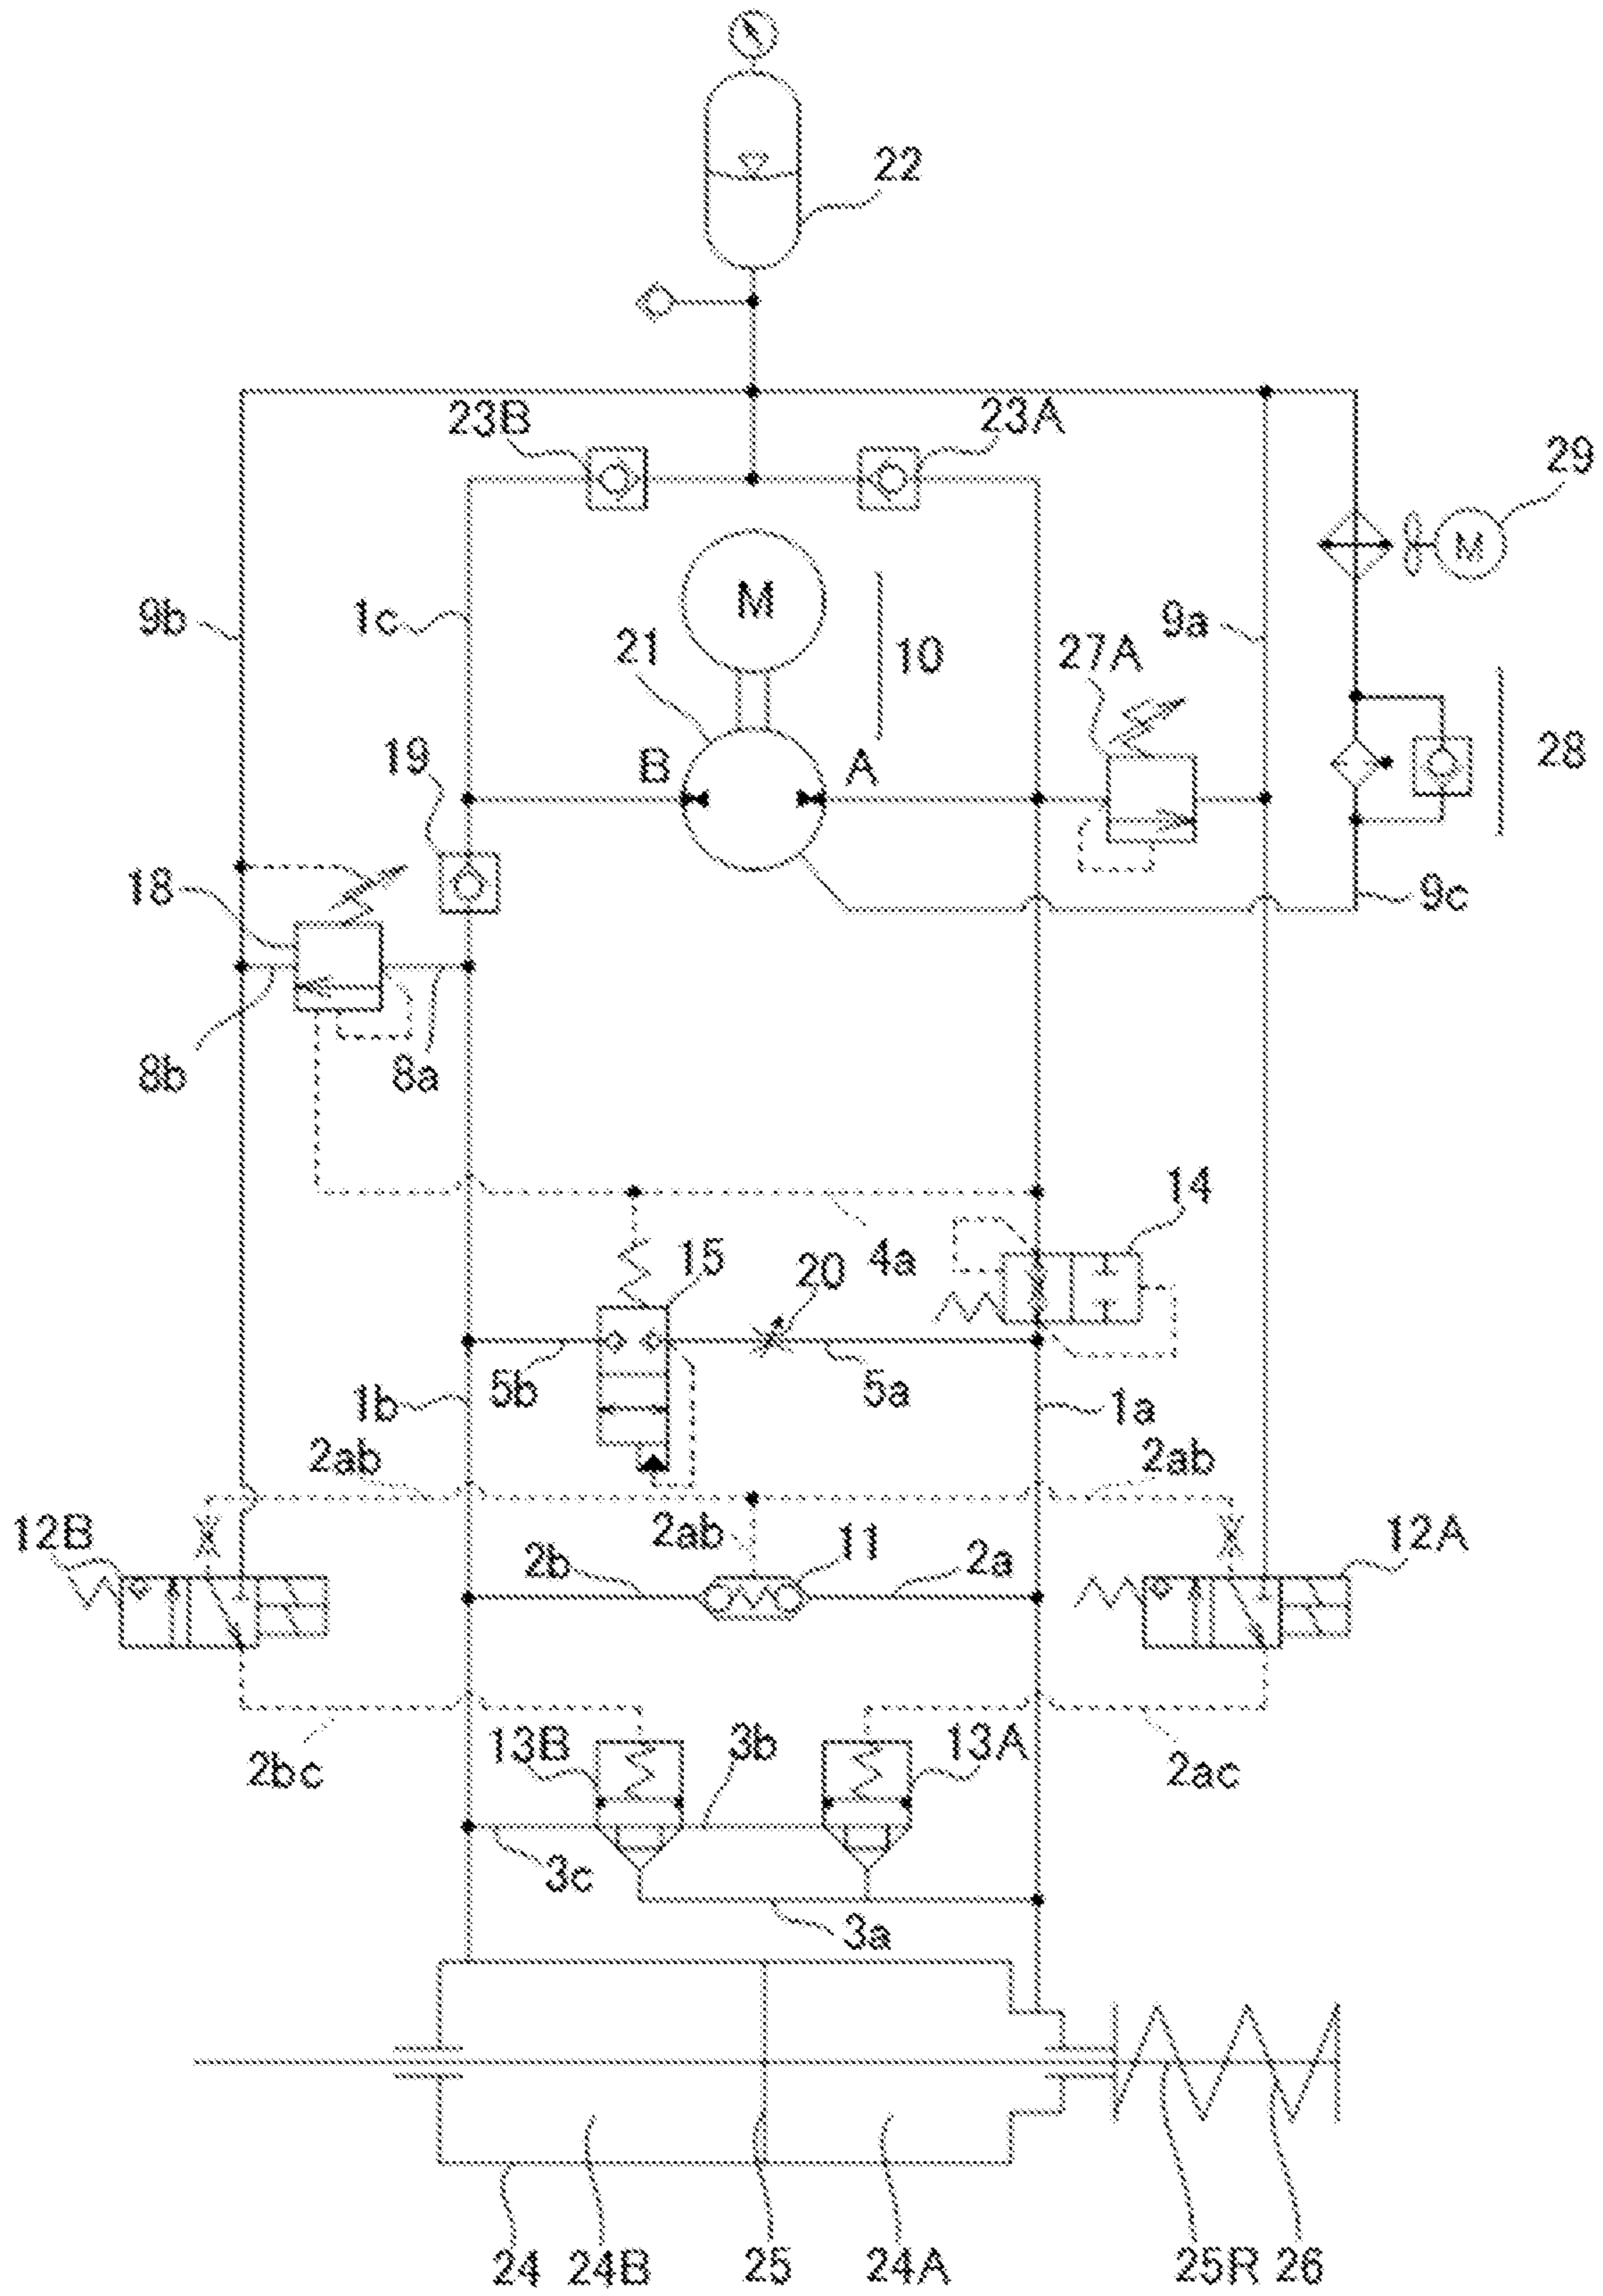 22
23B 23A
29
M
9b 1c 9a
21 10 27A
M
19 B A 28
18 9c
8b 8a
14
15 20 4a
5b 5a
1b 1a
2ab 2ab
12B 2ab 11 12A
2b 2a
13B 3b 13A
2bc 2ac
3c
3a
24 24B 25 24A 25R 26